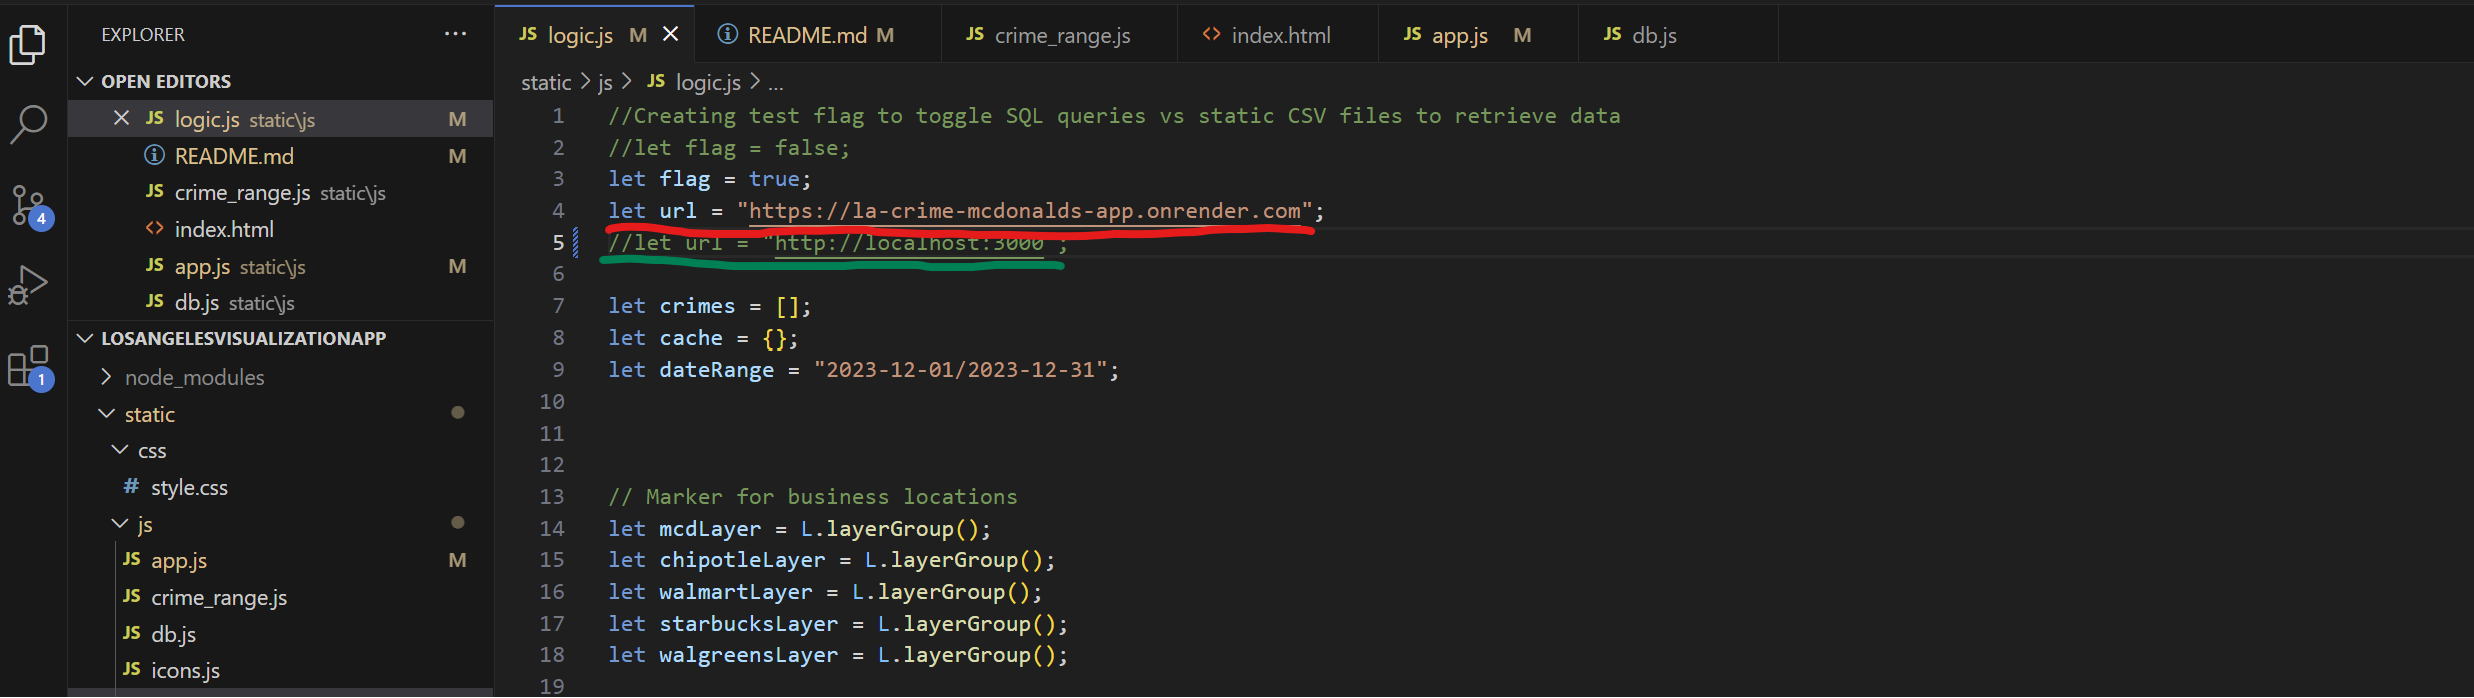 EXPLORER ...
OPEN EDITORS
JS logic.js static\js M
README.md M
JS crime_range.js static\js
<> index.html
JS app.js static\js M
JS db.js static\js
LOSANGELESVISUALIZATIONAPP
node_modules
static
css
# style.css
js
JS app.js M
JS crime_range.js
JS db.js
JS icons.js
4
1
JS logic.js M README.md M JS crime_range.js <> index.html JS app.js M JS db.js
static > js > JS logic.js > ...
1 //Creating test flag to toggle SQL queries vs static CSV files to retrieve data
2 //let flag = false;
3 let flag = true;
4 let url = "https://la-crime-mcdonalds-app.onrender.com";
5 //let url = "http://localhost:3000";
6
7 let crimes = [];
8 let cache = {};
9 let dateRange = "2023-12-01/2023-12-31";
10
11
12
13 // Marker for business locations
14 let mcdLayer = L.layerGroup();
15 let chipotleLayer = L.layerGroup();
16 let walmartLayer = L.layerGroup();
17 let starbucksLayer = L.layerGroup();
18 let walgreensLayer = L.layerGroup();
19